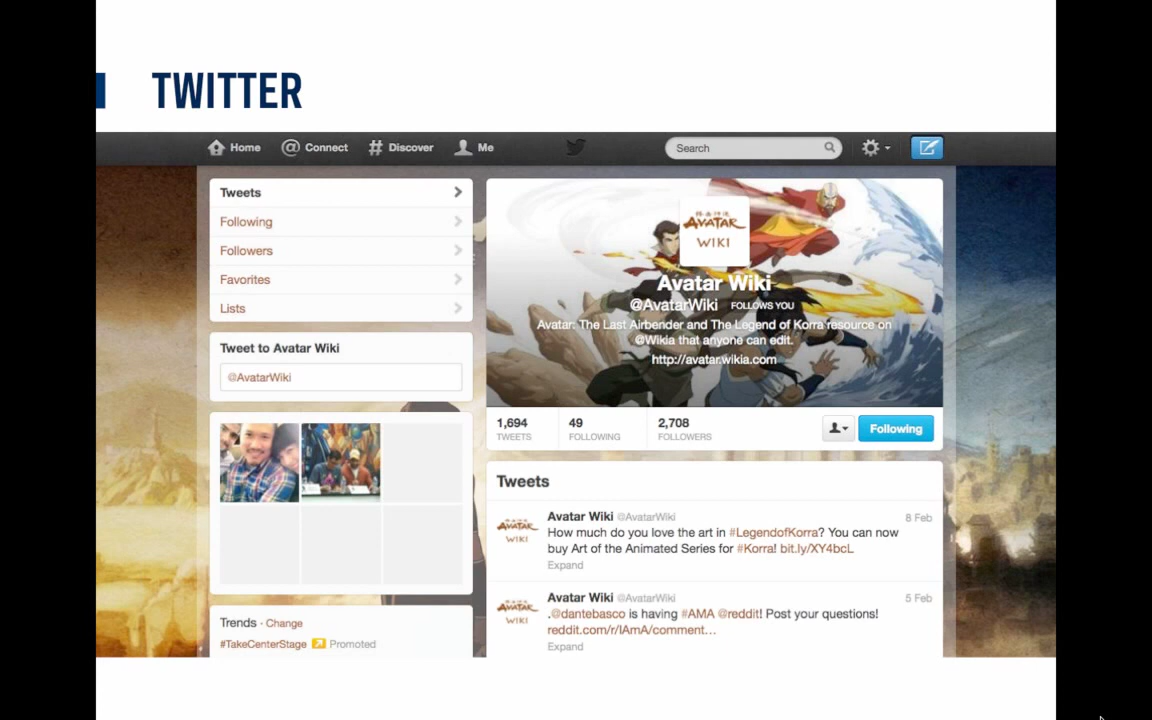 TWITTER
Home
Connect
Discover
Me
Search
Tweets
Following
Followers
Favorites
Lists
Tweet to Avatar Wiki
@AvatarWiki
Trends · Change
#TakeCenterStage Promoted
AVATAR
WIKI
Avatar Wiki
@AvatarWiki FOLLOWS YOU
Avatar: The Last Airbender and The Legend of Korra resource on
@Wikia that anyone can edit.
http://avatar.wikia.com
1,694 49 2,708
TWEETS FOLLOWING FOLLOWERS
Following
Tweets
AVATAR
WIKI
Avatar Wiki @AvatarWiki 8 Feb
How much do you love the art in #LegendofKorra? You can now
buy Art of the Animated Series for #Korra! bit.ly/XY4bcL
Expand
AVATAR
WIKI
Avatar Wiki @AvatarWiki 5 Feb
.@dantebasco is having #AMA @reddit! Post your questions!
reddit.com/r/IAmA/comment…
Expand